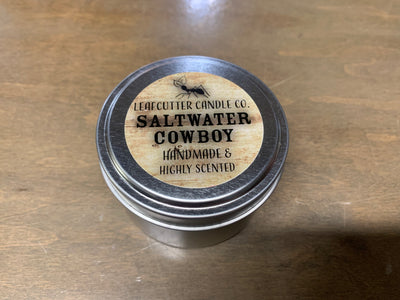 LEAFCUTTER CANDLE CO.
SALTWATER
COWBOY
HANDMADE &
HIGHLY SCENTED